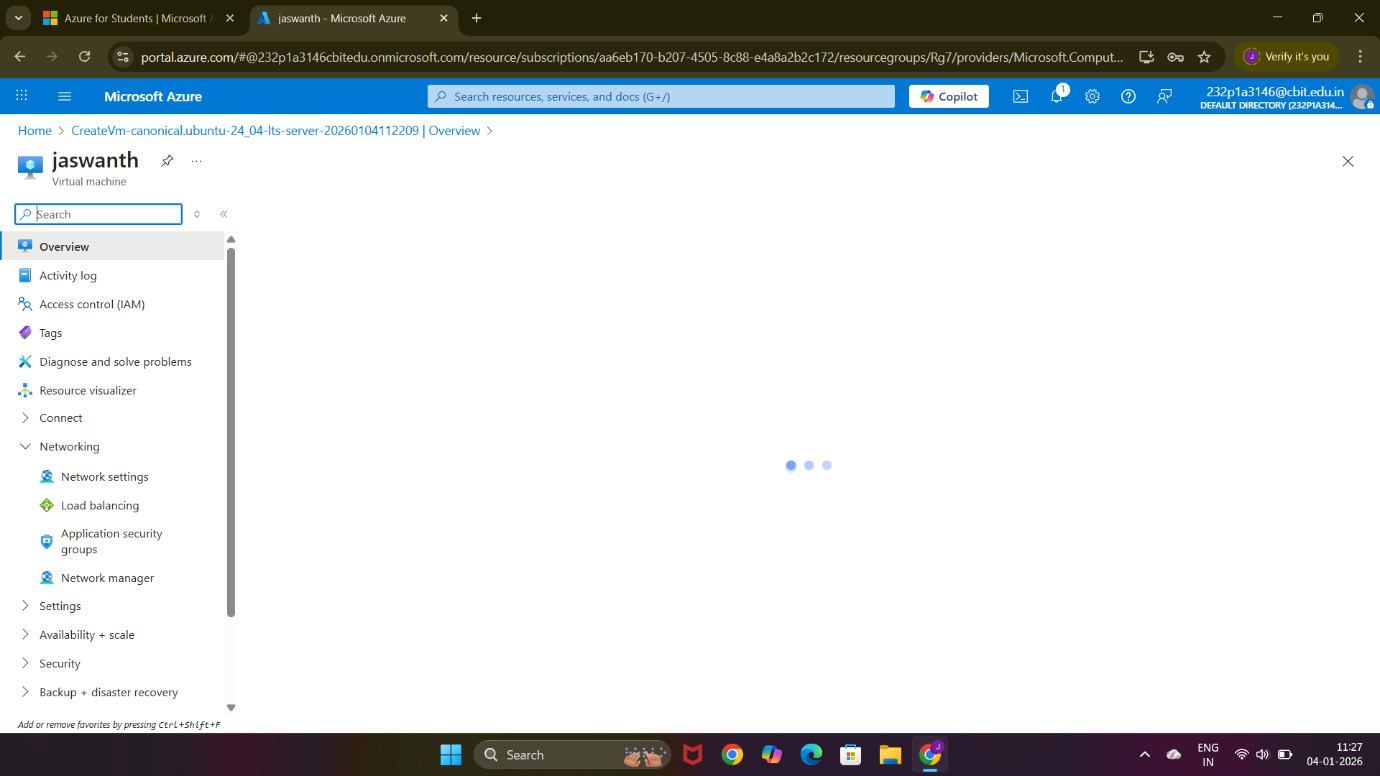 Azure for Students | Microsoft A
jaswanth - Microsoft Azure
portal.azure.com/#@232p1a3146cbitedu.onmicrosoft.com/resource/subscriptions/aa6eb170-b207-4505-8c88-e4a8a2b2c172/resourcegroups/Rg7/providers/Microsoft.Comput...
J Verify it's you
Microsoft Azure
Search resources, services, and docs (G+/)
Copilot
1
232p1a3146@cbit.edu.in
DEFAULT DIRECTORY (232P1A314...
Home > CreateVm-canonical.ubuntu-24_04-lts-server-20260104112209 | Overview >
jaswanth
...
Virtual machine
Search
Overview
Activity log
Access control (IAM)
Tags
Diagnose and solve problems
Resource visualizer
Connect
Networking
Network settings
Load balancing
Application security
groups
Network manager
Settings
Availability + scale
Security
Backup + disaster recovery
Add or remove favorites by pressing Ctrl+Shift+F
Search
J
ENG
IN
11:27
04-01-2026